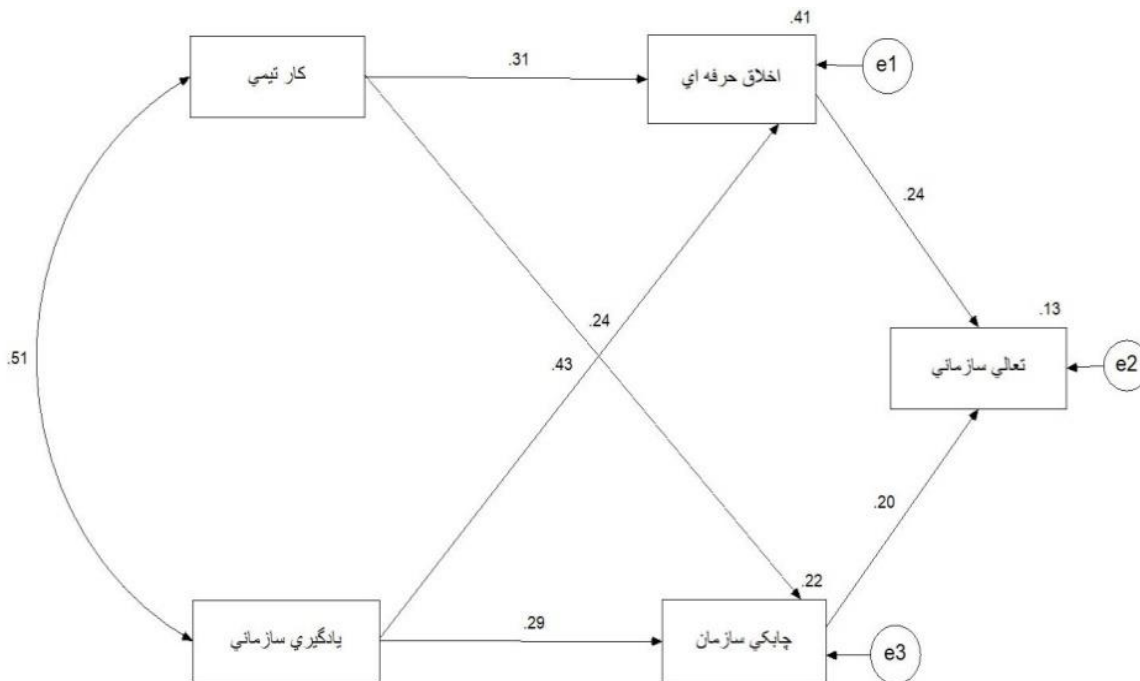 .41
کار تيمي
.31
اخلاق حرفه اي
e1
.24
.13
.24
.51
.43
تعالي سازماني
e2
.20
.22
يادگيري سازماني
.29
چابکي سازمان
e3